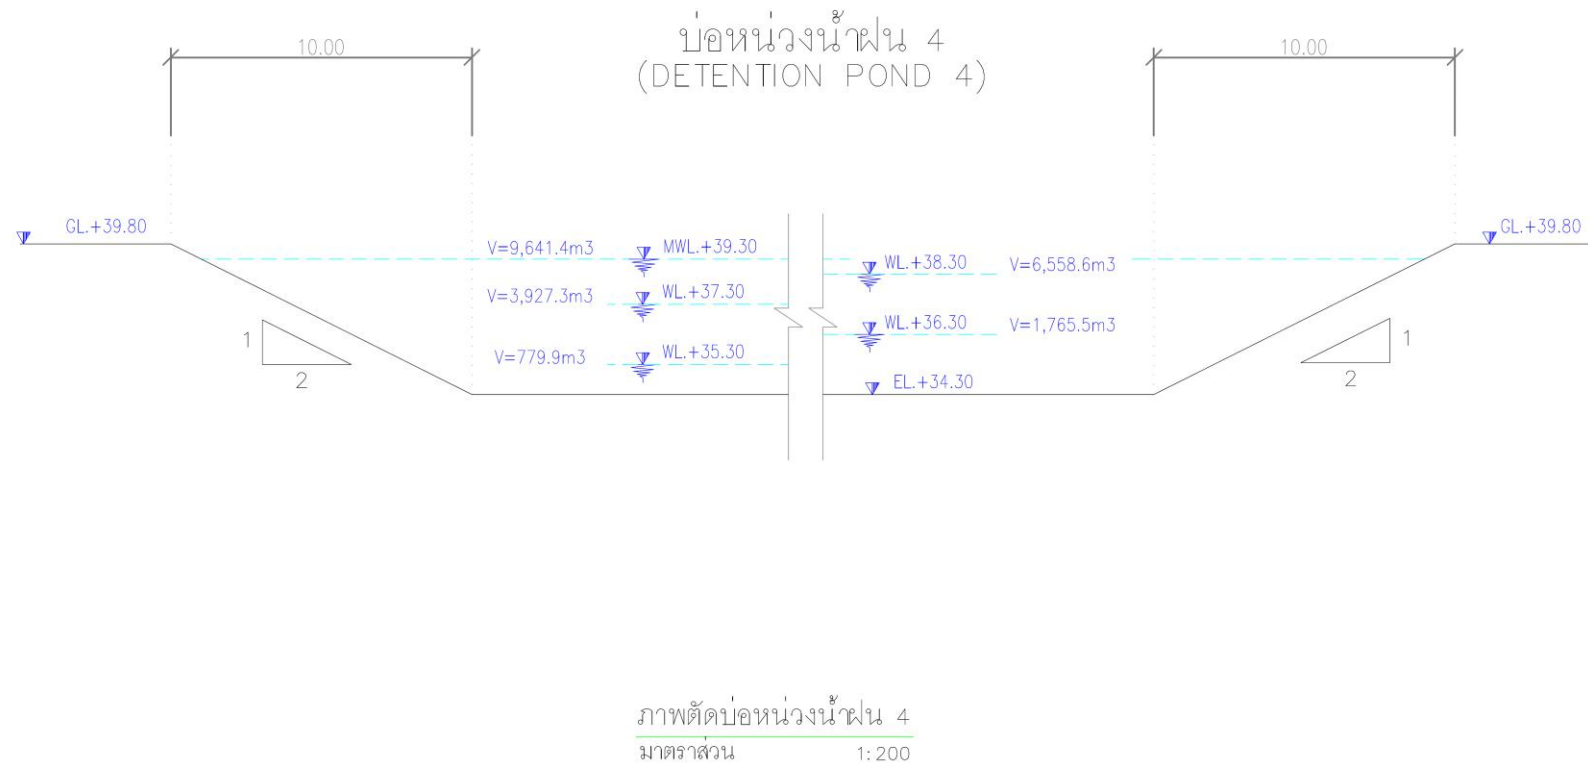 บ่อหน่วงน้ำฝน 4
(DETENTION POND 4)
10.00
10.00
GL.+39.80
GL.+39.80
V=9,641.4m3
MWL.+39.30
WL.+38.30
V=6,558.6m3
V=3,927.3m3
WL.+37.30
WL.+36.30
V=1,765.5m3
V=779.9m3
WL.+35.30
EL.+34.30
1
2
1
2
ภาพตัดบ่อหน่วงน้ำฝน 4
มาตราส่วน 1:200